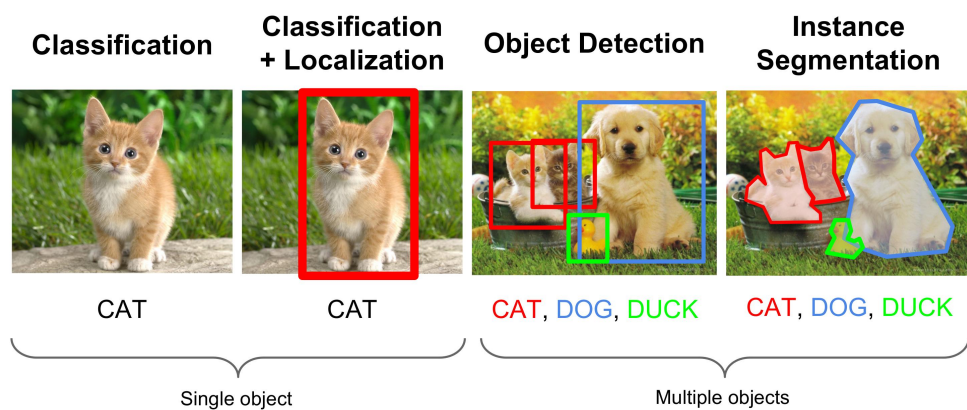 Classification
Classification
+ Localization
Object Detection
Instance
Segmentation
CAT
CAT
CAT, DOG, DUCK
CAT, DOG, DUCK
Single object
Multiple objects